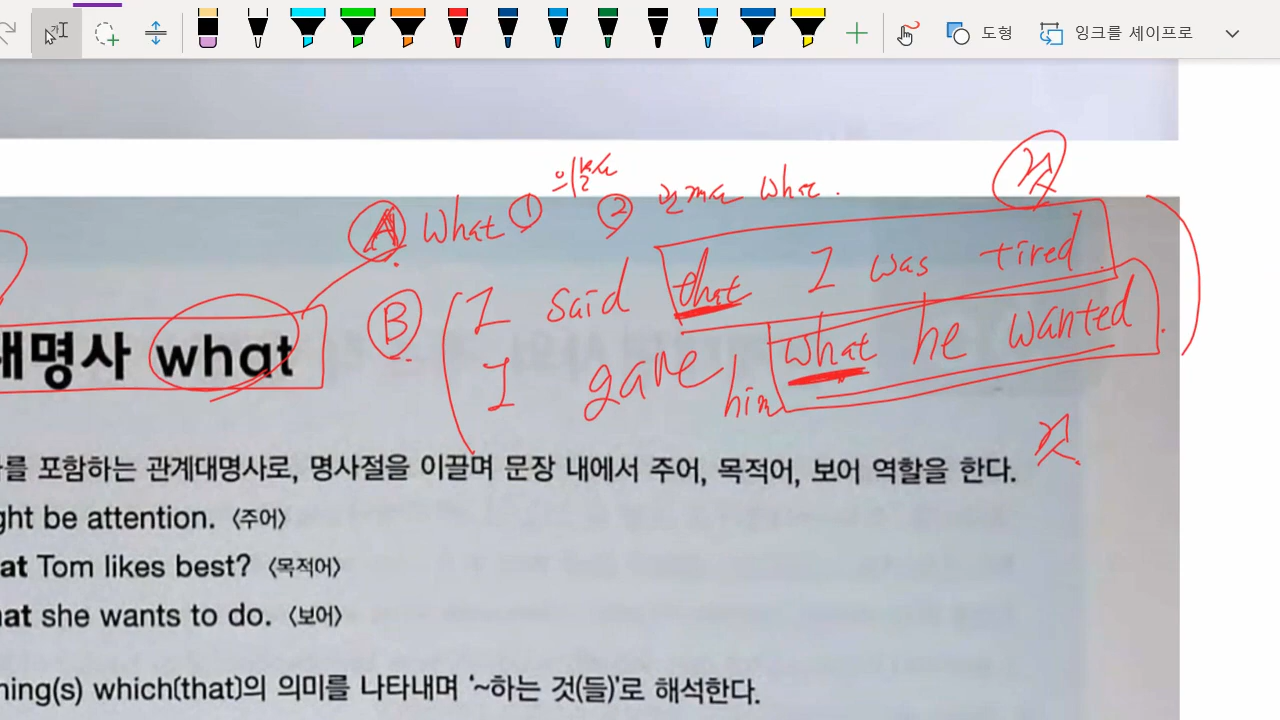 도형 잉크를 셰이프로
의문사
Ⓐ What ① ② 관계대 What. 것
Ⓑ I said that I was tired.
I gave him what he wanted.
것
대명사 what
를 포함하는 관계대명사로, 명사절을 이끌며 문장 내에서 주어, 목적어, 보어 역할을 한다.
ght be attention. 〈주어〉
at Tom likes best? 〈목적어〉
hat she wants to do. 〈보어〉
hing(s) which(that)의 의미를 나타내며 '~하는 것(들)'로 해석한다.